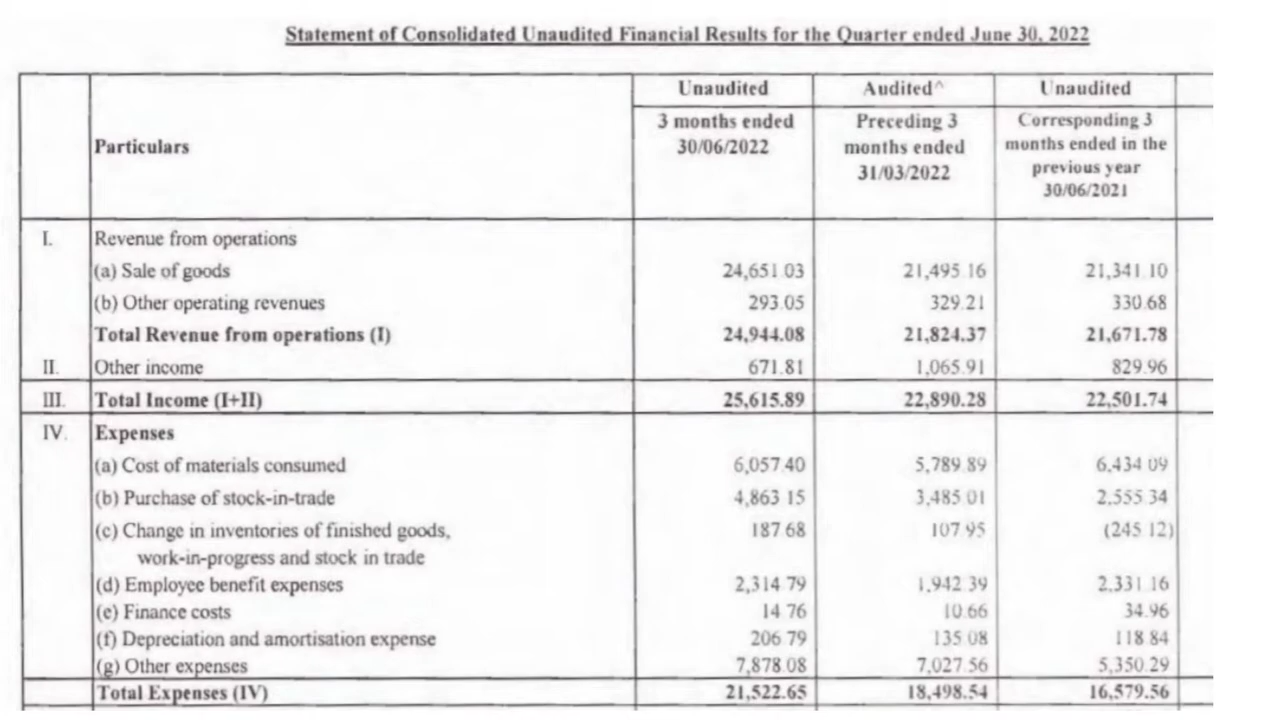 Statement of Consolidated Unaudited Financial Results for the Quarter ended June 30, 2022
Particulars | Unaudited | Audited^ | Unaudited
3 months ended 30/06/2022 | Preceding 3 months ended 31/03/2022 | Corresponding 3 months ended in the previous year 30/06/2021
I. Revenue from operations
(a) Sale of goods 24,651.03 21,495.16 21,341.10
(b) Other operating revenues 293.05 329.21 330.68
Total Revenue from operations (I) 24,944.08 21,824.37 21,671.78
II. Other income 671.81 1,065.91 829.96
III. Total Income (I+II) 25,615.89 22,890.28 22,501.74
IV. Expenses
(a) Cost of materials consumed 6,057.40 5,789.89 6,434.09
(b) Purchase of stock-in-trade 4,863.15 3,485.01 2,555.34
(c) Change in inventories of finished goods, 187.68 107.95 (245.12)
work-in-progress and stock in trade
(d) Employee benefit expenses 2,314.79 1,942.39 2,331.16
(e) Finance costs 14.76 10.66 34.96
(f) Depreciation and amortisation expense 206.79 135.08 118.84
(g) Other expenses 7,878.08 7,027.56 5,350.29
Total Expenses (IV) 21,522.65 18,498.54 16,579.56